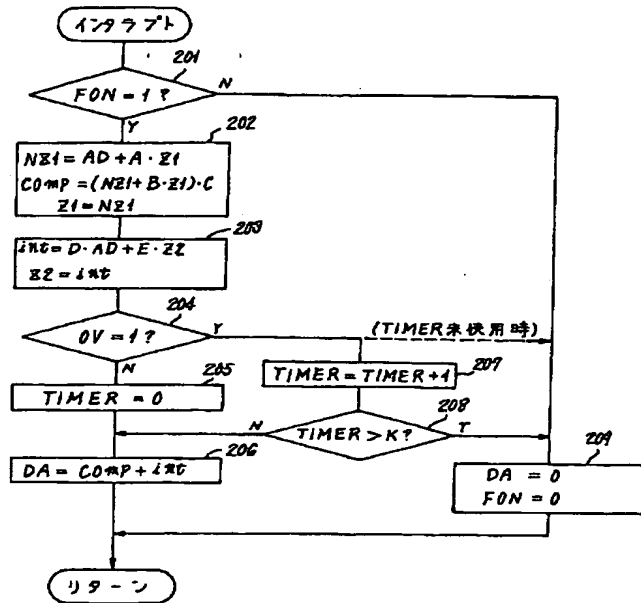 インタラプト
201
FON=1?
N
Y
202
NZ1=AD+A・Z1
COMP=(NZ1+B・Z1)・C
Z1=NZ1
203
int=D・AD+E・Z2
Z2=int
204
OV=1?
Y
(TIMER未使用時)
N
205
TIMER=0
207
TIMER=TIMER+1
208
N
TIMER>K?
Y
206
DA=COMP+int
209
DA=0
FON=0
リターン